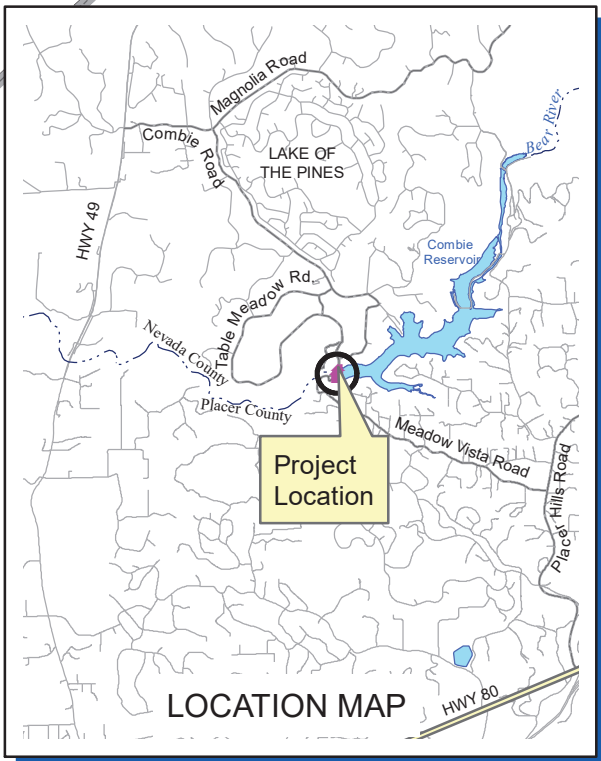 Magnolia Road
Bear River
Combie Road
LAKE OF
THE PINES
HWY 49
Combie
Reservoir
Table Meadow Rd.
Nevada County
Placer County
Meadow Vista Road
Project
Location
Placer Hills Road
LOCATION MAP
HWY 80